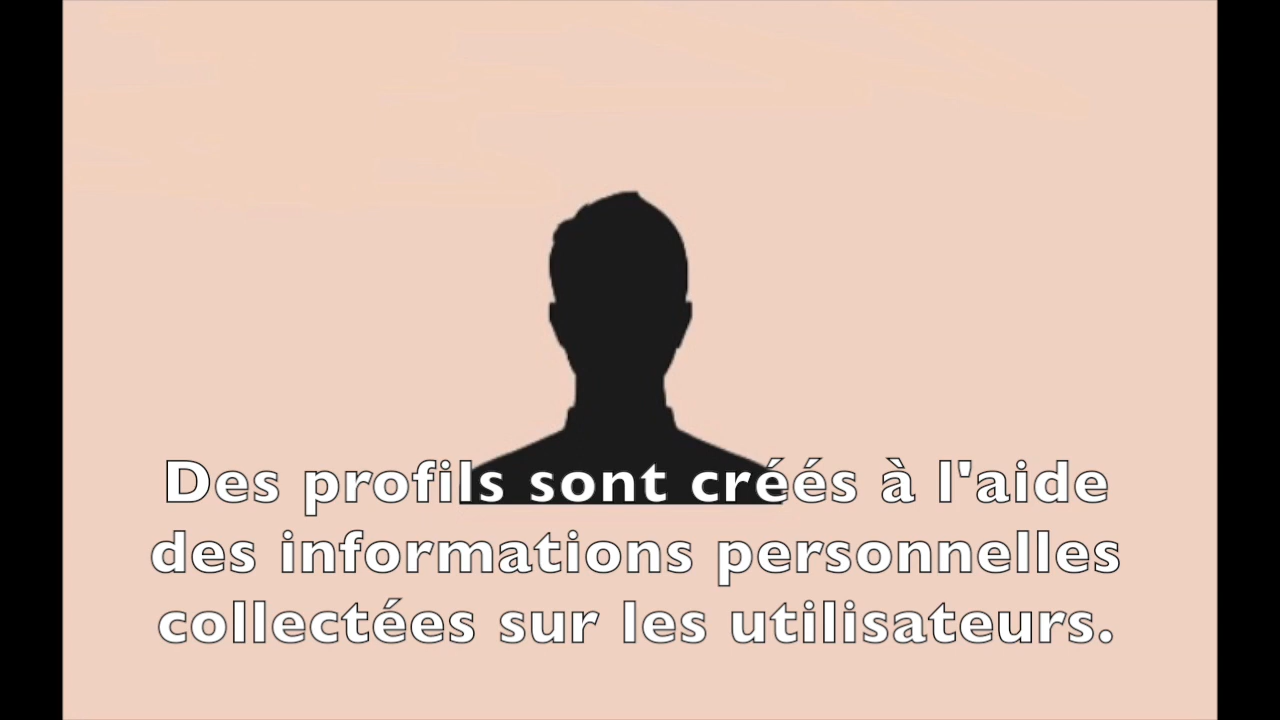 Des profils sont créés à l'aide
des informations personnelles
collectées sur les utilisateurs.